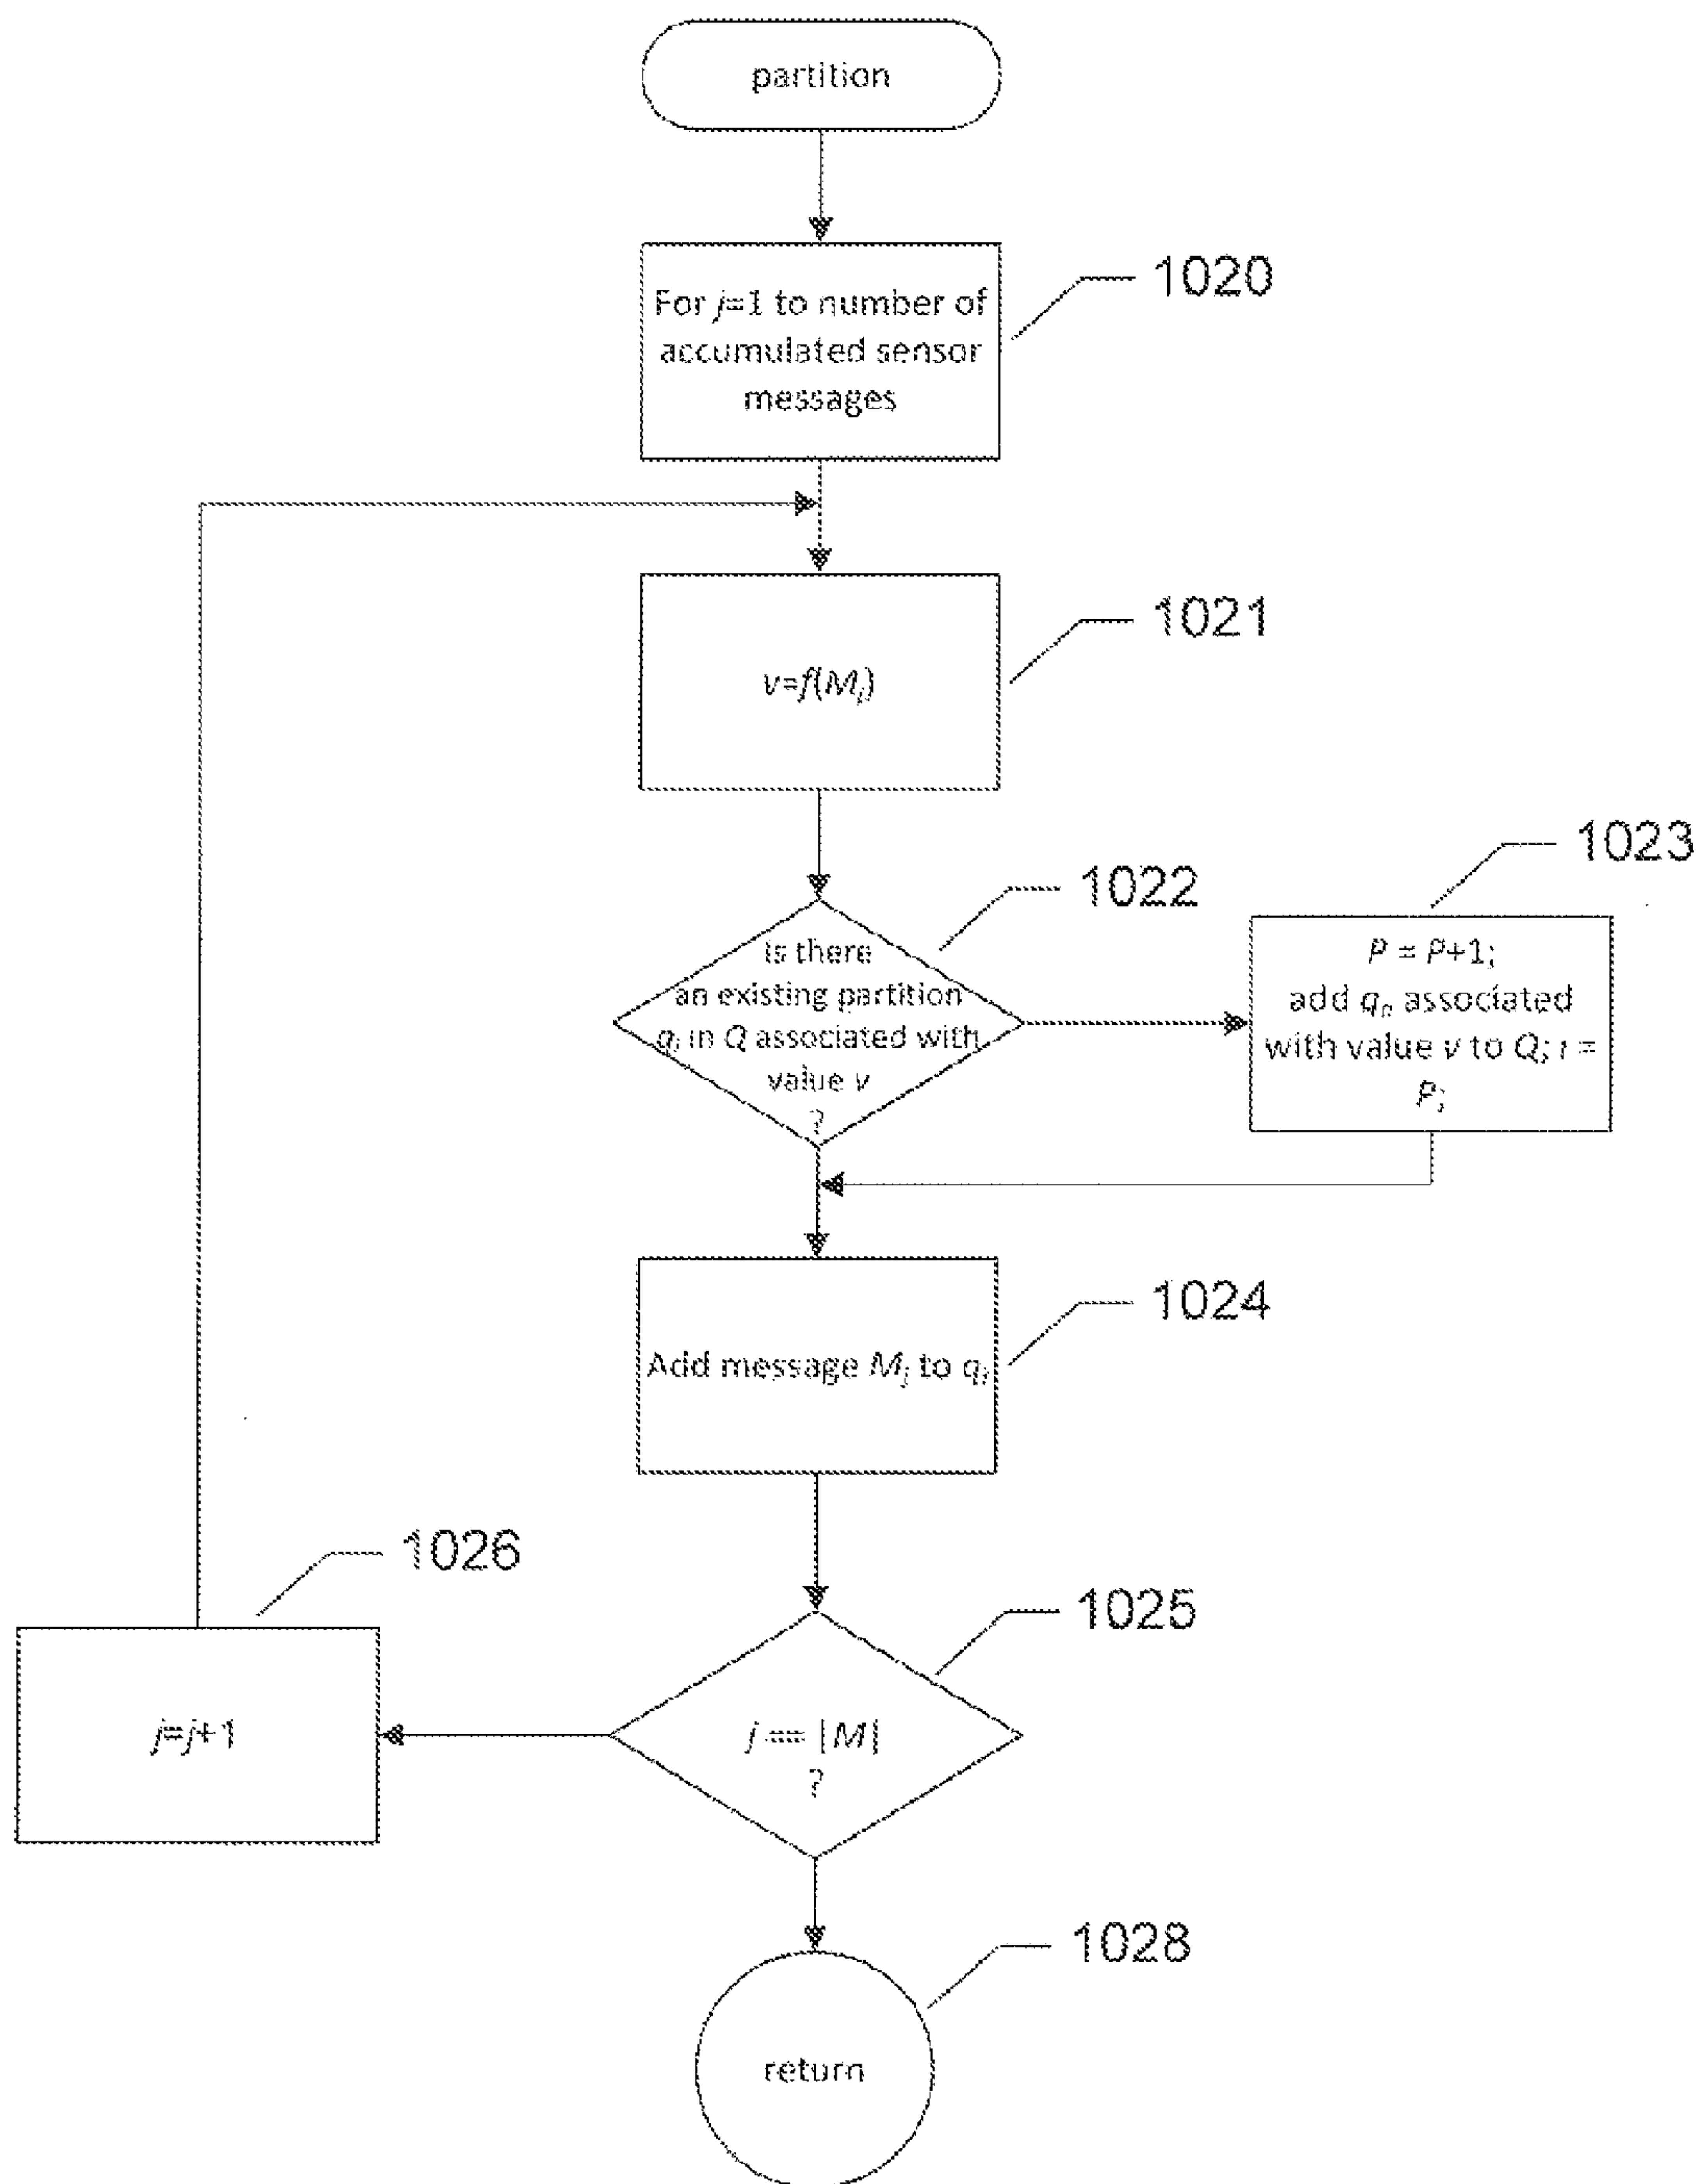 partition
For j=1 to number of
accumulated sensor
messages
1020
v=f(Mj)
1021
is there
an existing partition
qi in Q associated with
value v
?
1022
P = P+1;
add qn associated
with value v to Q; i =
P;
1023
Add message Mj to qi
1024
j == |M|
?
1025
j=j+1
1026
return
1028